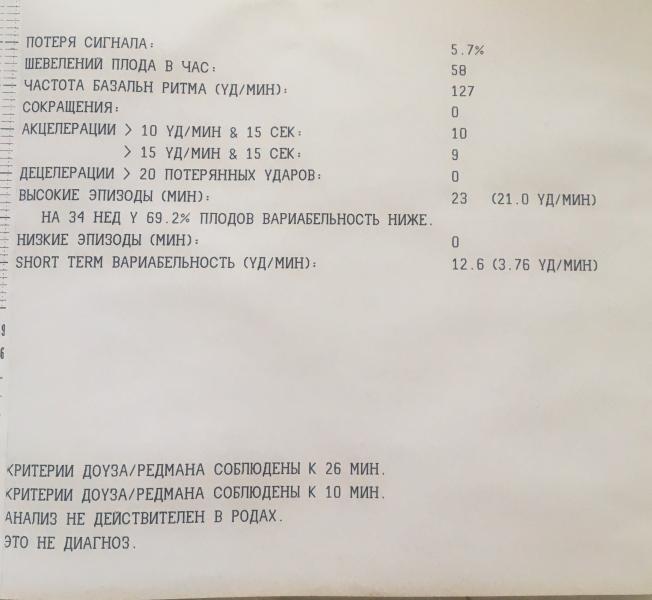 ПОТЕРЯ СИГНАЛА: 5.7%
ШЕВЕЛЕНИЙ ПЛОДА В ЧАС: 58
ЧАСТОТА БАЗАЛЬН РИТМА (УД/МИН): 127
СОКРАЩЕНИЯ: 0
АКЦЕЛЕРАЦИИ > 10 УД/МИН & 15 СЕК: 10
> 15 УД/МИН & 15 СЕК: 9
ДЕЦЕЛЕРАЦИИ > 20 ПОТЕРЯННЫХ УДАРОВ: 0
ВЫСОКИЕ ЭПИЗОДЫ (МИН): 23 (21.0 УД/МИН)
НА 34 НЕД У 69.2% ПЛОДОВ ВАРИАБЕЛЬНОСТЬ НИЖЕ.
НИЗКИЕ ЭПИЗОДЫ (МИН): 0
SHORT TERM ВАРИАБЕЛЬНОСТЬ (УД/МИН): 12.6 (3.76 УД/МИН)
9
6
КРИТЕРИИ ДОУЗА/РЕДМАНА СОБЛЮДЕНЫ К 26 МИН.
КРИТЕРИИ ДОУЗА/РЕДМАНА СОБЛЮДЕНЫ К 10 МИН.
АНАЛИЗ НЕ ДЕЙСТВИТЕЛЕН В РОДАХ.
ЭТО НЕ ДИАГНОЗ.